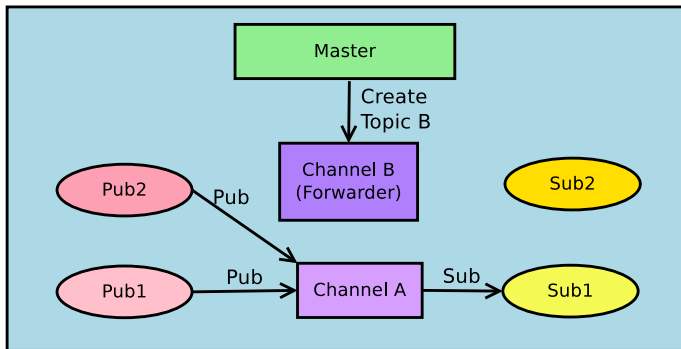 Master
Create
Topic B
Channel B
(Forwarder)
Pub2
Sub2
Pub
Pub1
Pub
Channel A
Sub
Sub1